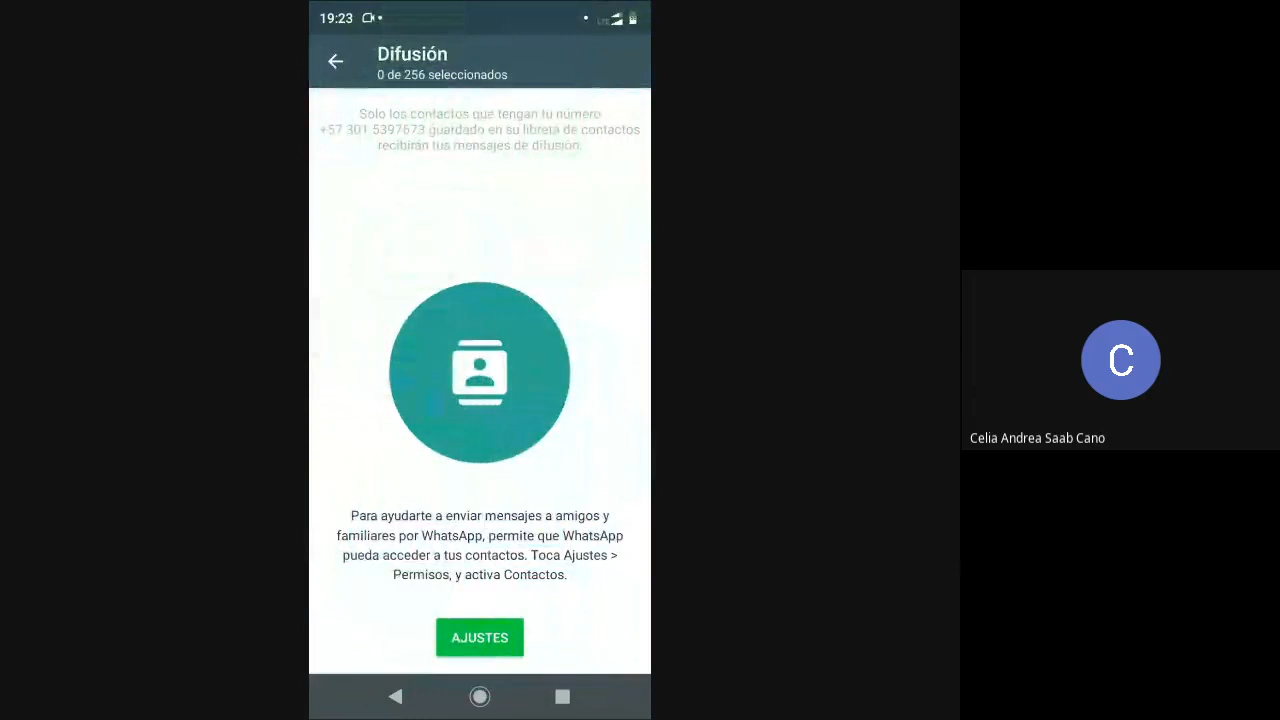 19:23
LTE
Difusión
0 de 256 seleccionados
Solo los contactos que tengan tu número
+57 301 5397673 guardado en su libreta de contactos
recibirán tus mensajes de difusión.
Para ayudarte a enviar mensajes a amigos y
familiares por WhatsApp, permite que WhatsApp
pueda acceder a tus contactos. Toca Ajustes >
Permisos, y activa Contactos.
AJUSTES
C
Celia Andrea Saab Cano